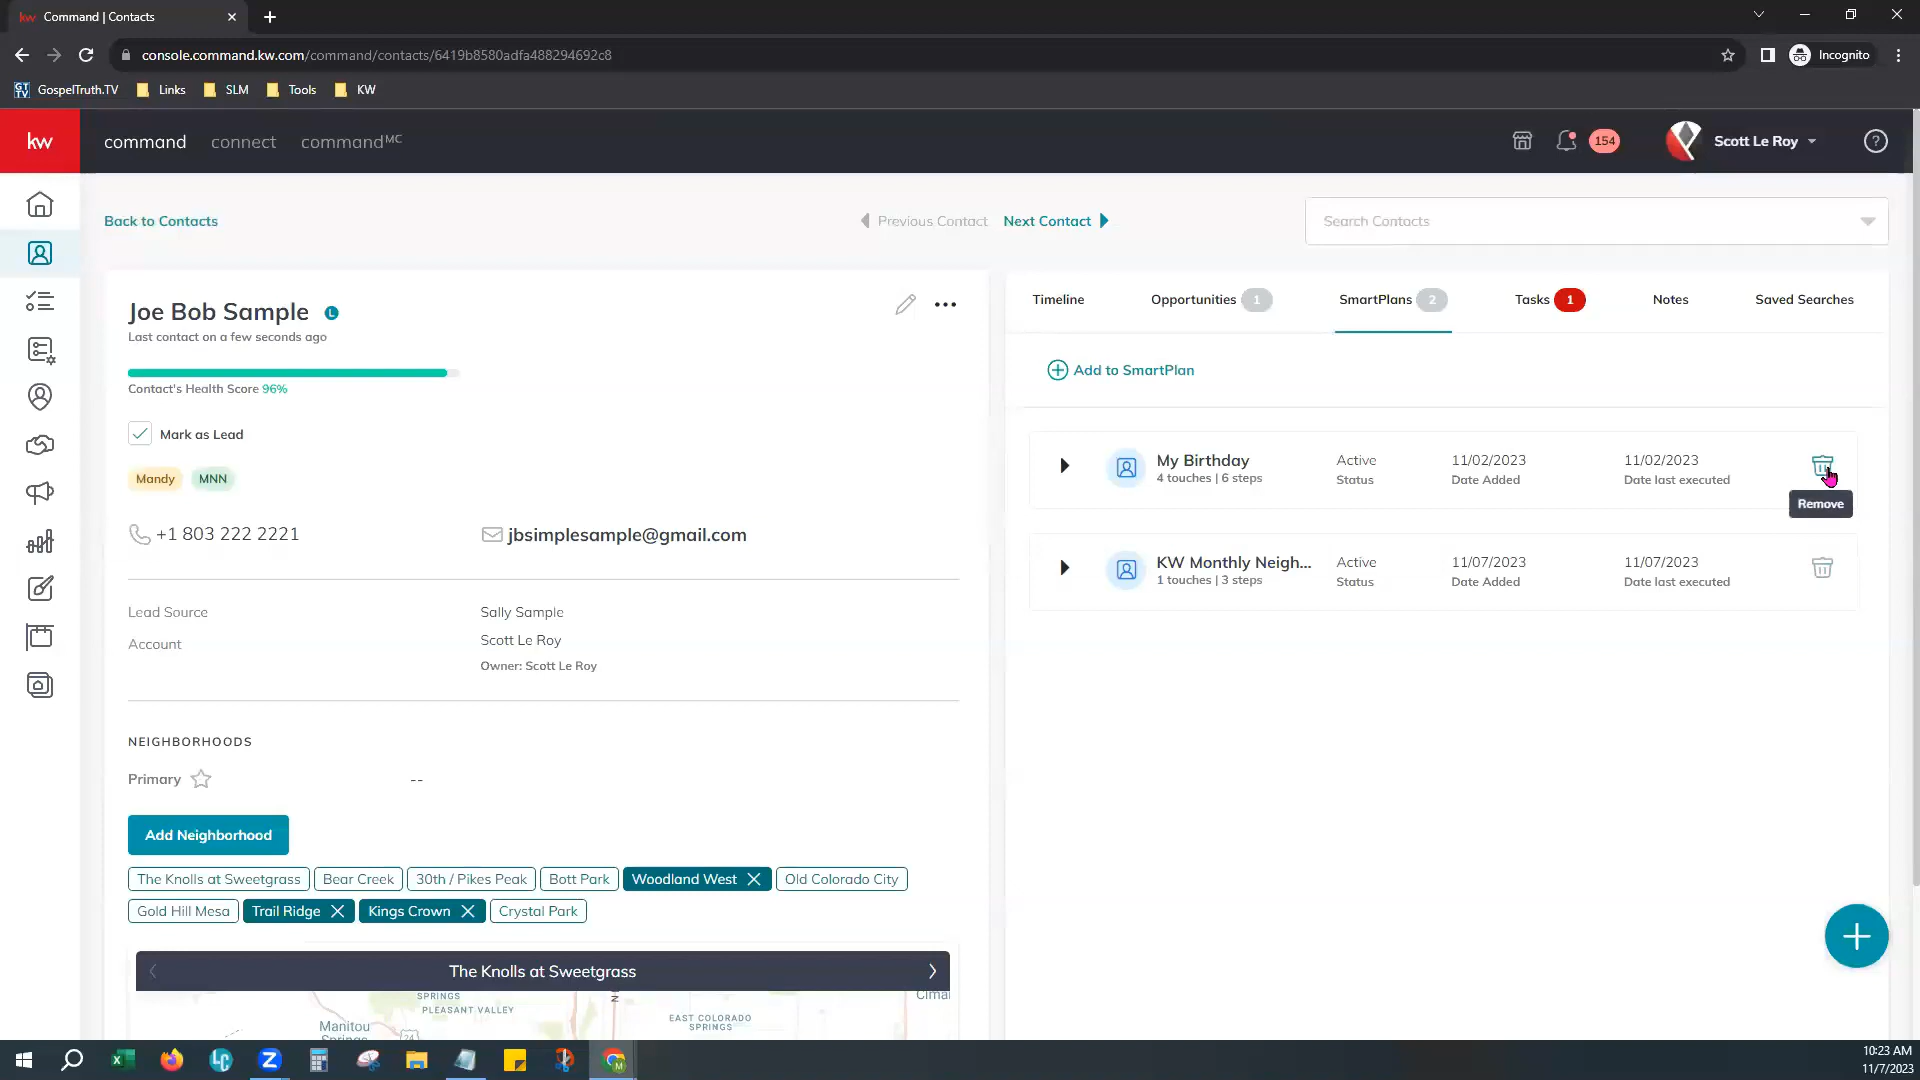 kw Command | Contacts
console.command.kw.com/command/contacts/6419b8580adfa488294692c8
Incognito
GT TV GospelTruth.TV Links SLM Tools KW
kw command connect commandMC 154 Scott Le Roy ?
Back to Contacts Previous Contact Next Contact Search Contacts
Joe Bob Sample L
Last contact on a few seconds ago
Contact's Health Score 96%
Mark as Lead
Mandy MNN
+1 803 222 2221 jbsimplesample@gmail.com
Lead Source Sally Sample
Account Scott Le Roy
Owner: Scott Le Roy
NEIGHBORHOODS
Primary --
Add Neighborhood
The Knolls at Sweetgrass Bear Creek 30th / Pikes Peak Bott Park Woodland West Old Colorado City
Gold Hill Mesa Trail Ridge Kings Crown Crystal Park
The Knolls at Sweetgrass
SPRINGS
PLEASANT VALLEY
N
Cimar
EAST COLORADO
SPRINGS
Manitou
Springs
24
Timeline Opportunities 1 SmartPlans 2 Tasks 1 Notes Saved Searches
Add to SmartPlan
My Birthday Active 11/02/2023 11/02/2023
4 touches | 6 steps Status Date Added Date last executed
Remove
KW Monthly Neigh... Active 11/07/2023 11/07/2023
1 touches | 3 steps Status Date Added Date last executed
10:23 AM
11/7/2023